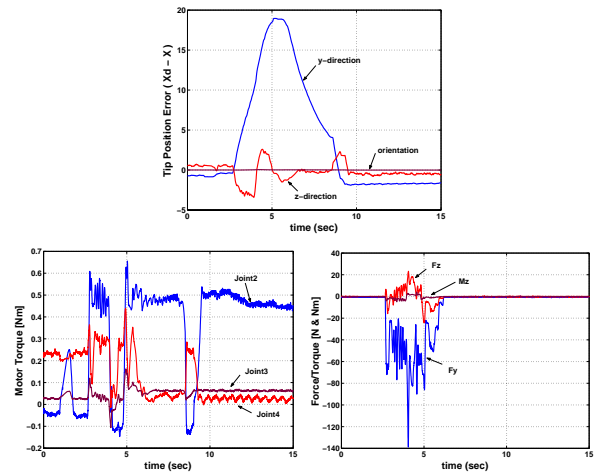 Tip Position Error ( Xd − X )
20
15
10
5
0
−5
0
5
10
15
time (sec)
y−direction
orientation
z−direction
Motor Torque [Nm]
0.7
0.6
0.5
0.4
0.3
0.2
0.1
0
−0.1
−0.2
0
5
10
15
time (sec)
Joint2
Joint3
Joint4
Force/Torque [N & Nm]
40
20
0
−20
−40
−60
−80
−100
−120
−140
0
5
10
15
time (sec)
Fz
Mz
Fy